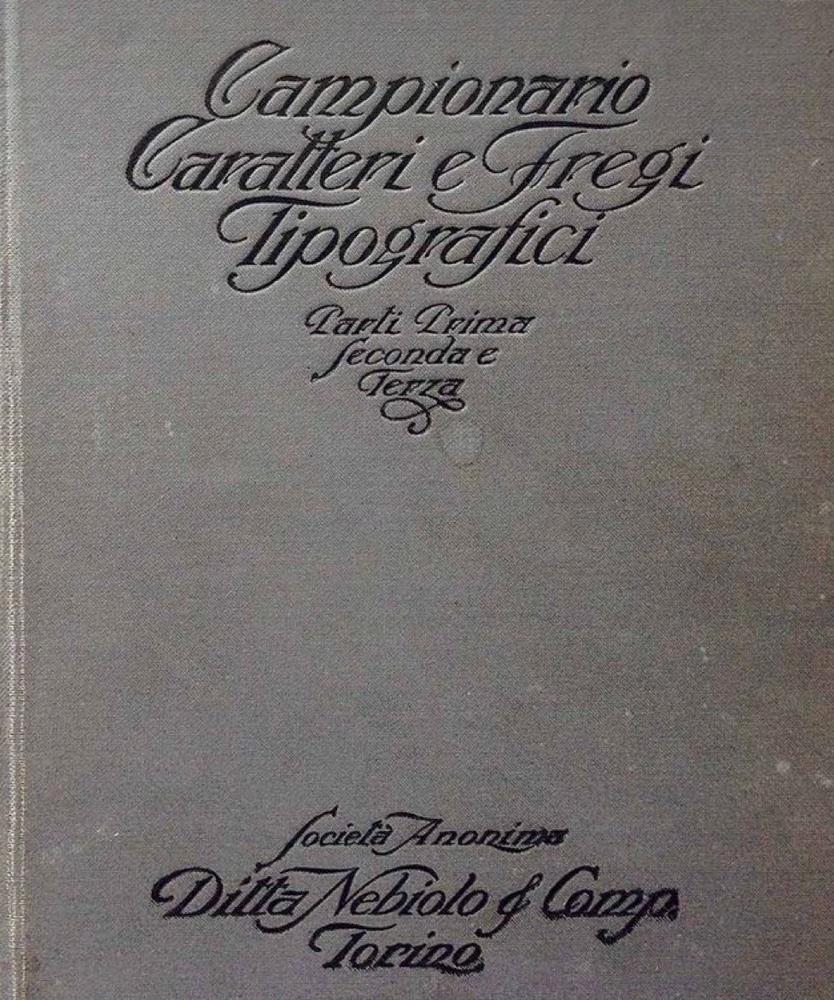 Campionario
Caratteri e Fregi
Tipografici
Parti Prima
Seconda e
Terza
Società Anonima
Ditta Nebiolo & Comp.
Torino